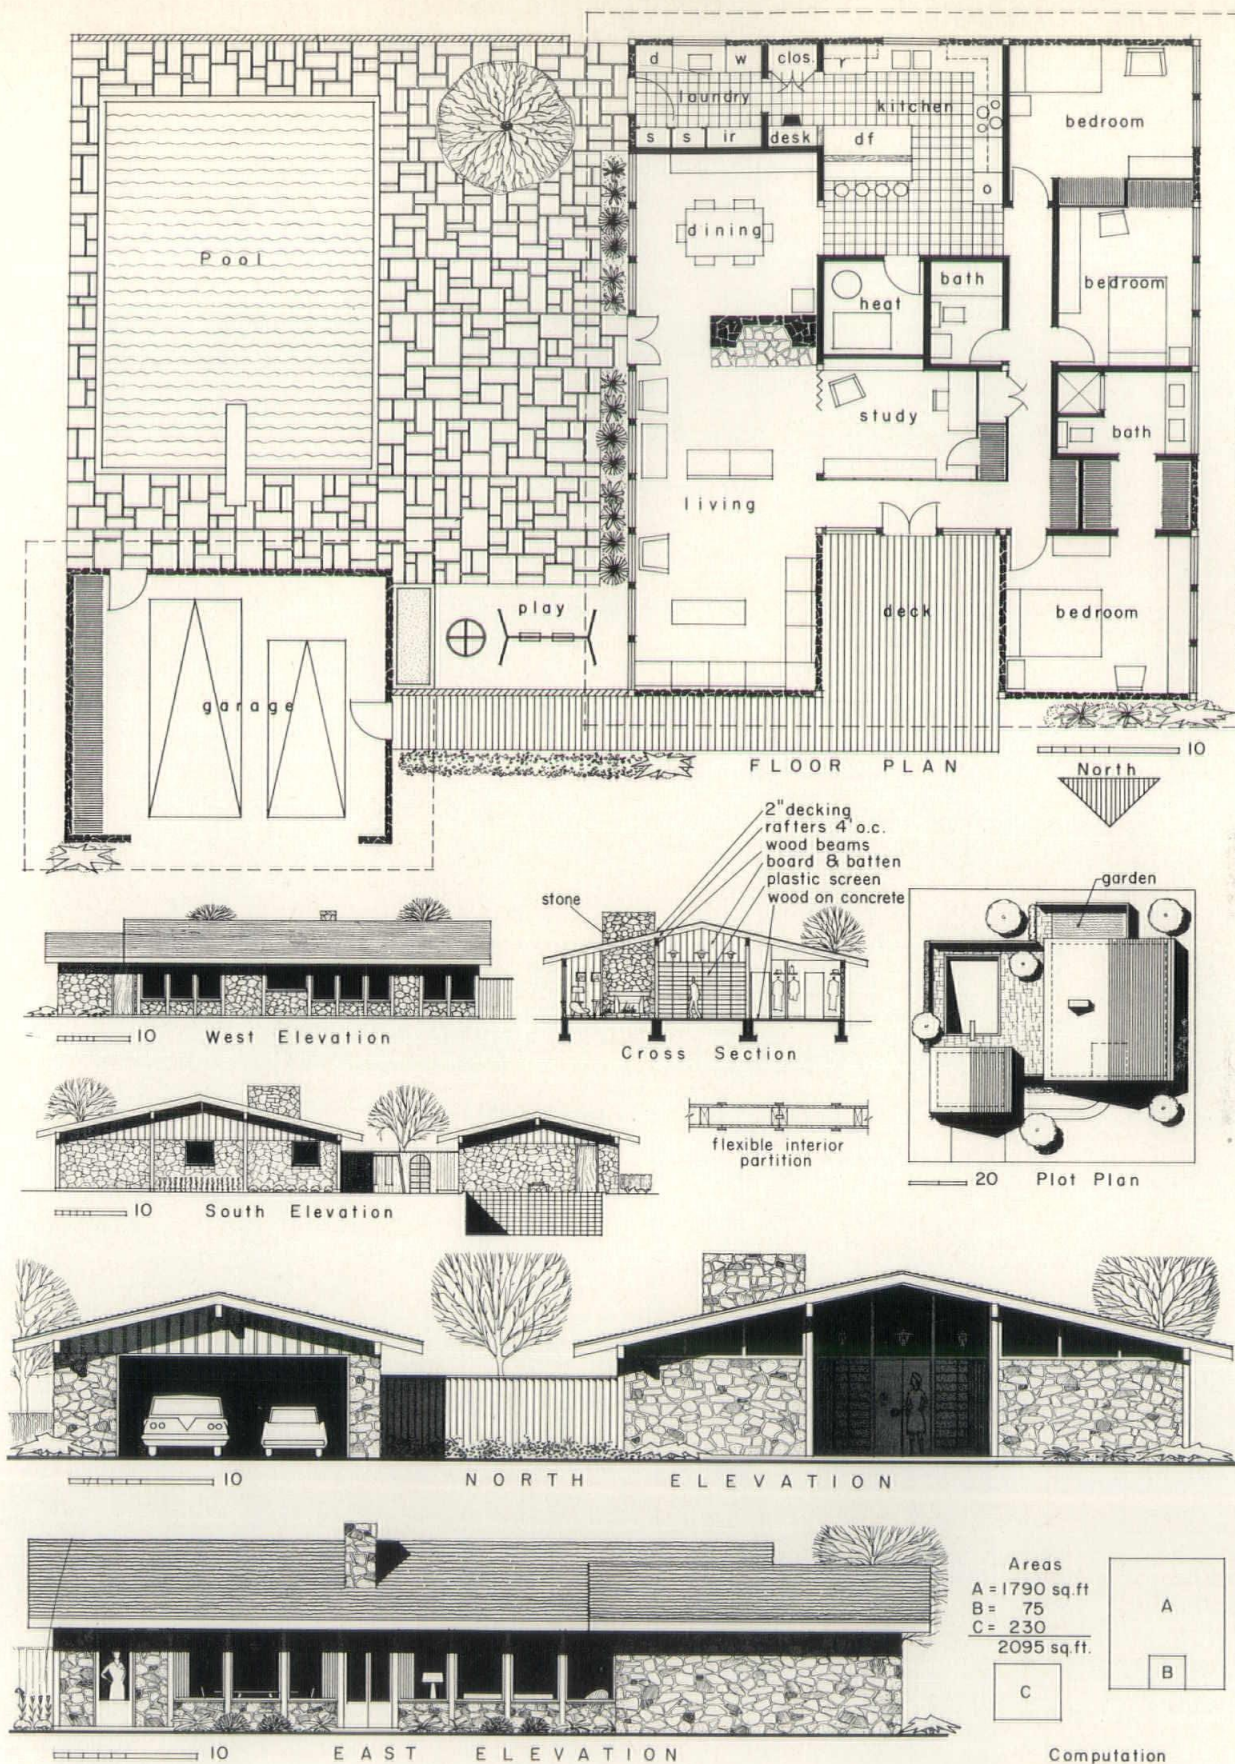 d
w
clos.
r
laundry
kitchen
bedroom
s
s
ir
desk
df
o
Pool
dining
bath
bedroom
heat
study
bath
living
play
deck
bedroom
garage
FLOOR PLAN
10
North
2" decking
rafters 4' o.c.
wood beams
board & batten
plastic screen
wood on concrete
stone
garden
10 West Elevation
Cross Section
flexible interior
partition
20 Plot Plan
10 South Elevation
10 NORTH ELEVATION
Areas
A = 1790 sq.ft
B = 75
C = 230
2095 sq.ft.
A
B
C
10 EAST ELEVATION
Computation